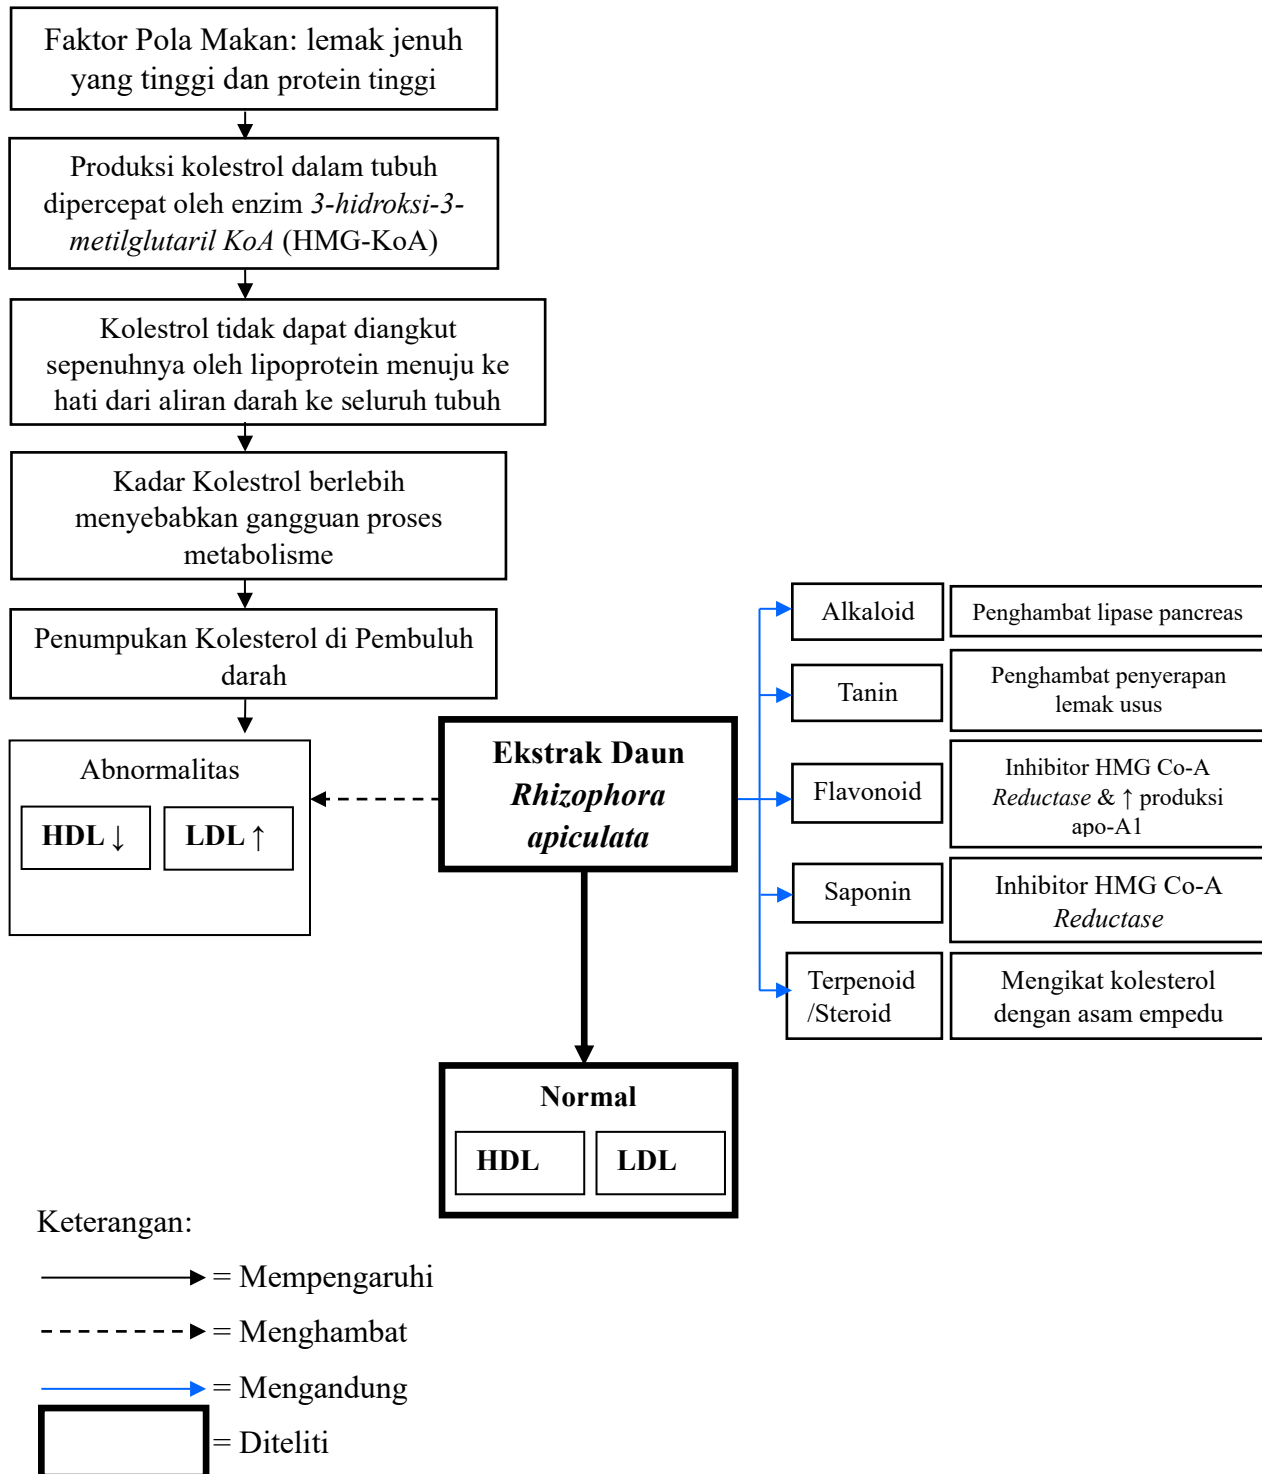 Faktor Pola Makan: lemak jenuh
yang tinggi dan protein tinggi
Produksi kolestrol dalam tubuh
dipercepat oleh enzim 3-hidroksi-3-
metilglutaril KoA (HMG-KoA)
Kolestrol tidak dapat diangkut
sepenuhnya oleh lipoprotein menuju ke
hati dari aliran darah ke seluruh tubuh
Kadar Kolestrol berlebih
menyebabkan gangguan proses
metabolisme
Penumpukan Kolesterol di Pembuluh
darah
Abnormalitas
HDL ↓
LDL ↑
Ekstrak Daun
Rhizophora
apiculata
Alkaloid
Penghambat lipase pancreas
Tanin
Penghambat penyerapan
lemak usus
Flavonoid
Inhibitor HMG Co-A
Reductase & ↑ produksi
apo-A1
Saponin
Inhibitor HMG Co-A
Reductase
Terpenoid
/Steroid
Mengikat kolesterol
dengan asam empedu
Normal
HDL
LDL
Keterangan:
= Mempengaruhi
= Menghambat
= Mengandung
= Diteliti